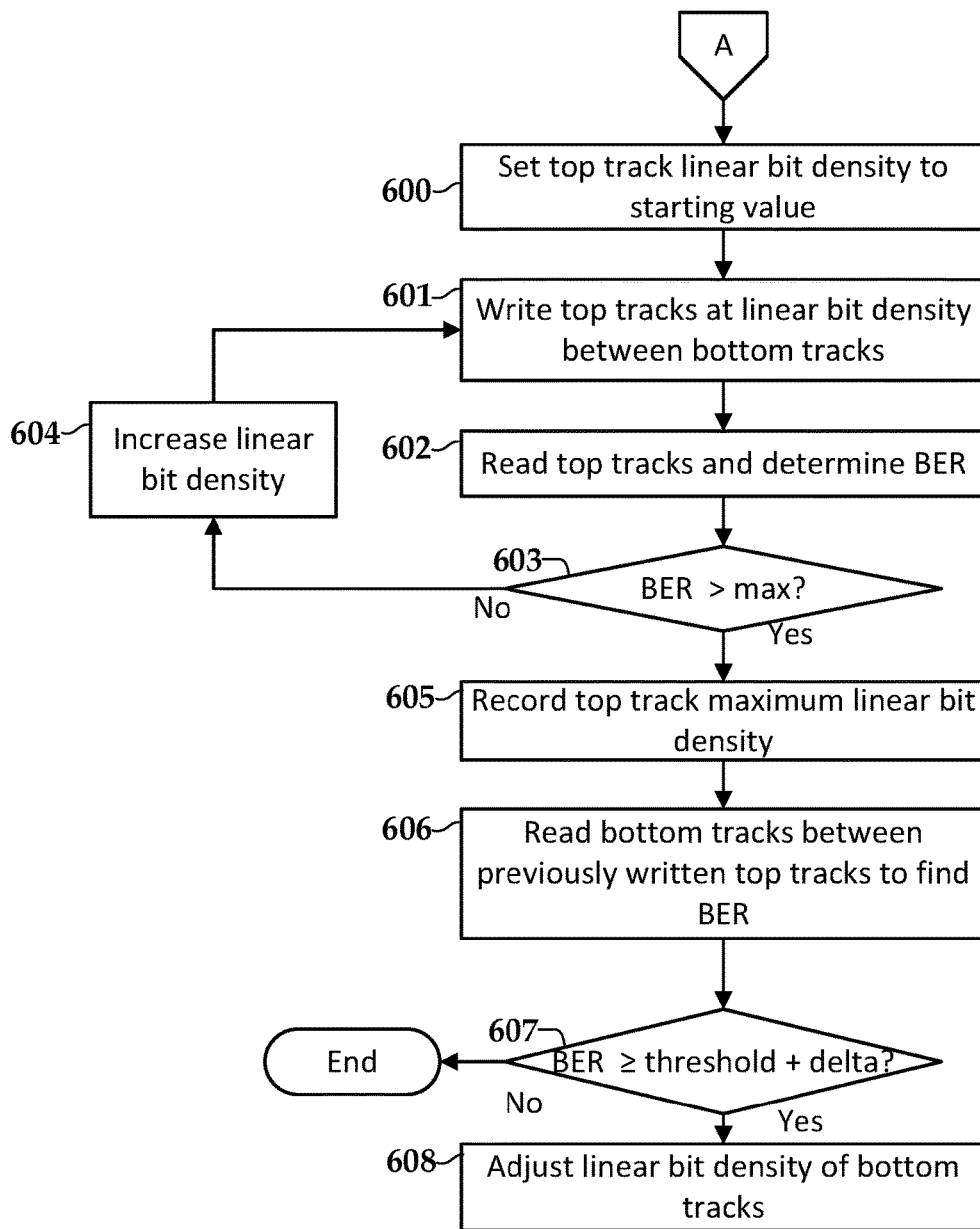 A
600
Set top track linear bit density to
starting value
601
Write top tracks at linear bit density
between bottom tracks
604
Increase linear
bit density
602
Read top tracks and determine BER
603
BER > max?
No
Yes
605
Record top track maximum linear bit
density
606
Read bottom tracks between
previously written top tracks to find
BER
607
End
BER ≥ threshold + delta?
No
Yes
608
Adjust linear bit density of bottom
tracks